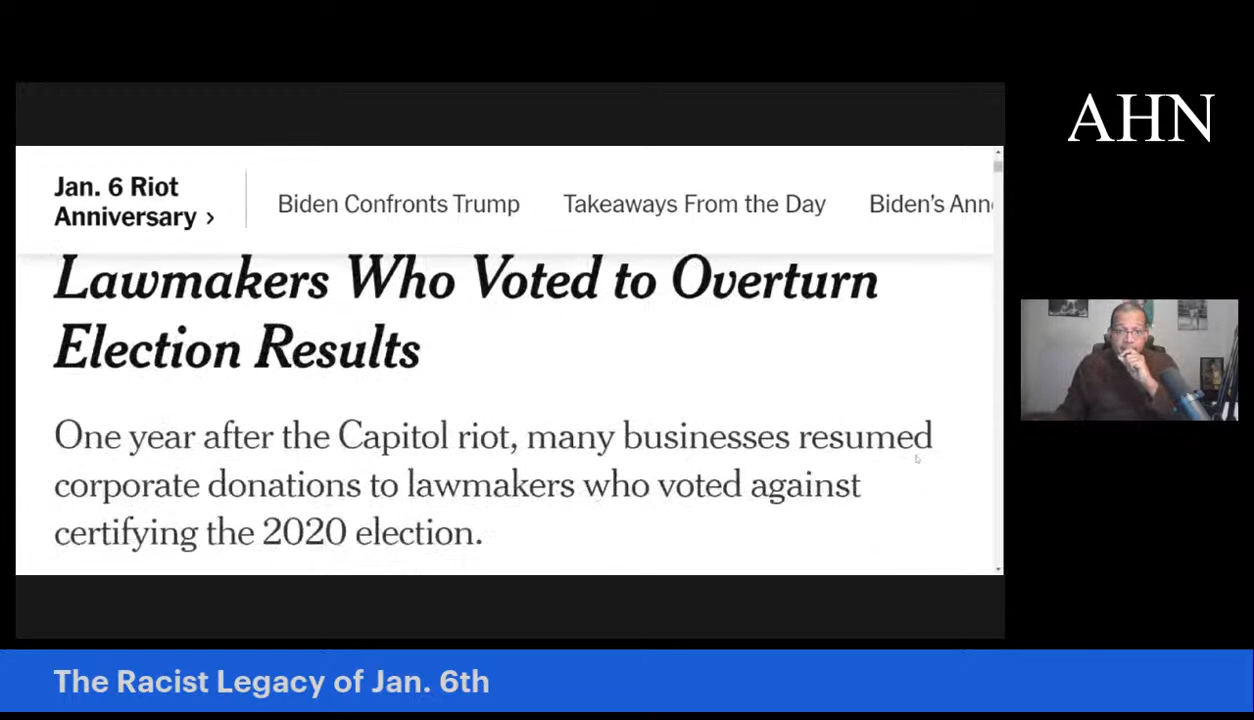 AHN
Jan. 6 Riot
Anniversary ›
Biden Confronts Trump
Takeaways From the Day
Biden's Ann
Lawmakers Who Voted to Overturn
Election Results
One year after the Capitol riot, many businesses resumed
corporate donations to lawmakers who voted against
certifying the 2020 election.
The Racist Legacy of Jan. 6th